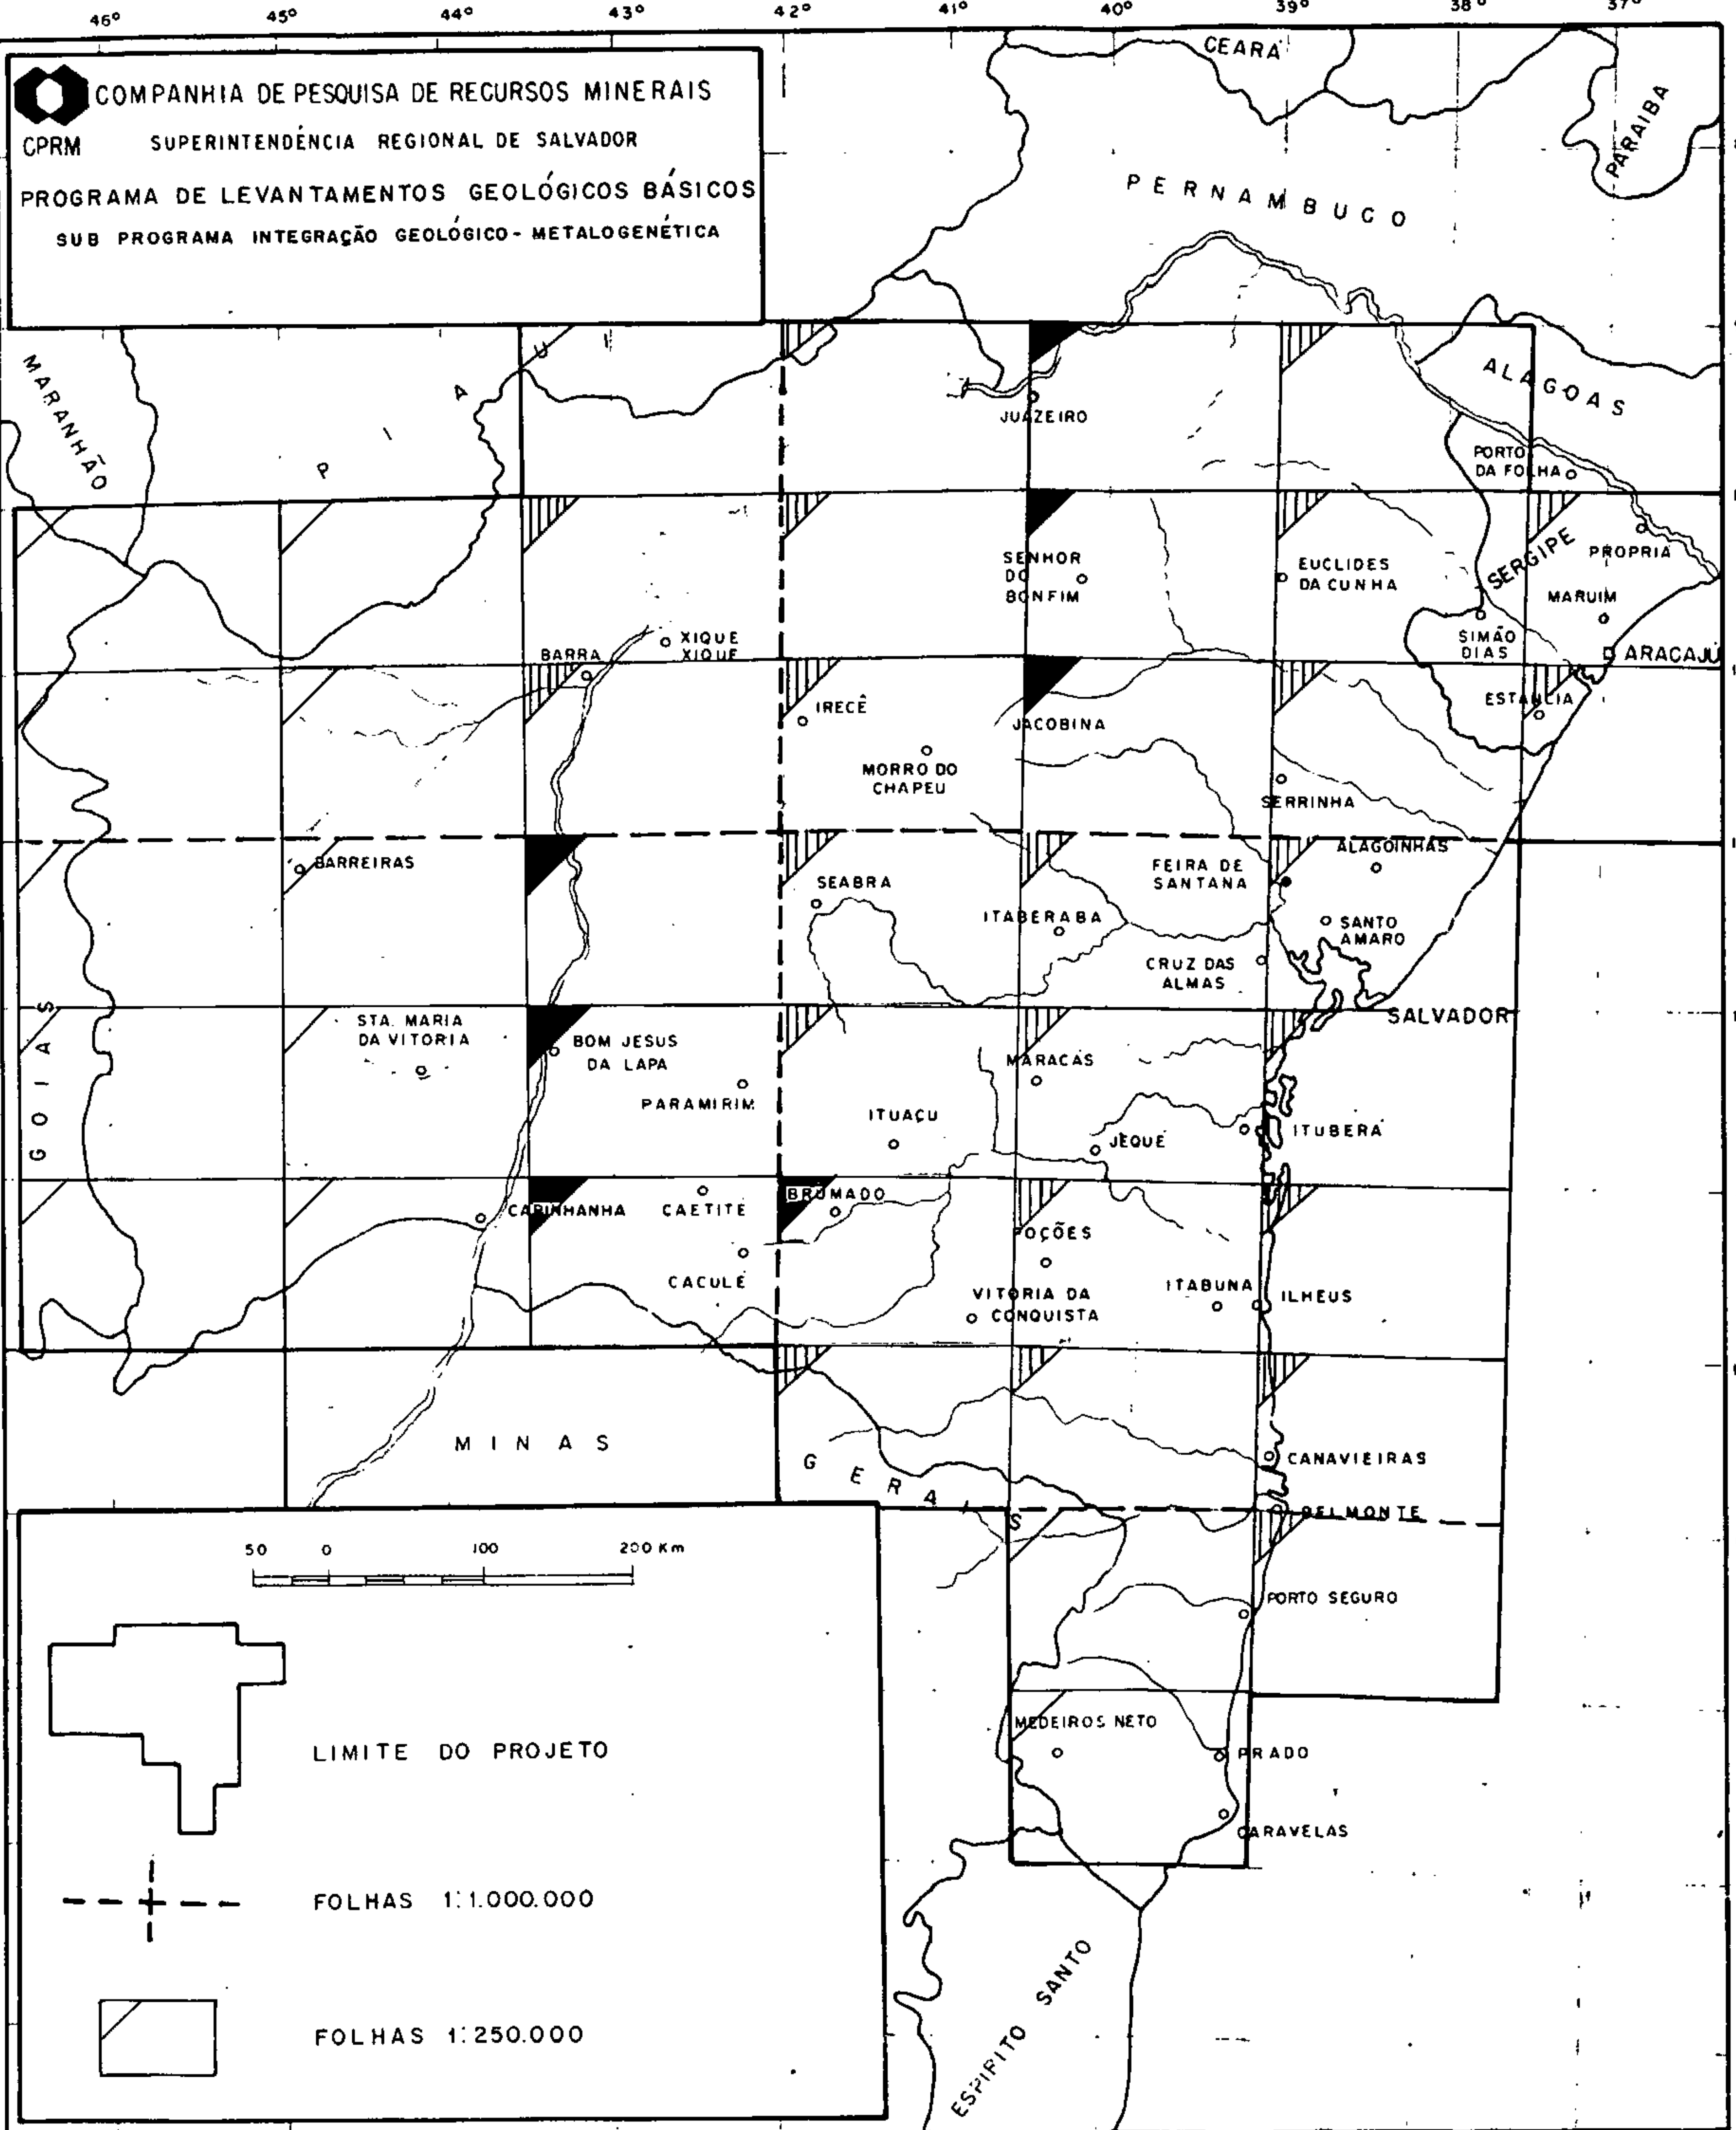 46° 45° 44° 43° 42° 41° 40° 39° 38° 37°
COMPANHIA DE PESQUISA DE RECURSOS MINERAIS
CPRM SUPERINTENDÊNCIA REGIONAL DE SALVADOR
PROGRAMA DE LEVANTAMENTOS GEOLÓGICOS BÁSICOS
SUB PROGRAMA INTEGRAÇÃO GEOLÓGICO - METALOGENÉTICA
CEARÁ
PARAIBA
PERNAMBUCO
MARANHÃO
PIAUI
ALAGOAS
JUAZEIRO
PORTO
DA FOLHA
SENHOR
DO
BONFIM
EUCLIDES
DA CUNHA
SERGIPE
PROPRIA
MARUIM
SIMÃO
DIAS
ARACAJÚ
XIQUE
XIQUE
BARRA
IRECÊ
JACOBINA
ESTANCIA
MORRO DO
CHAPEU
SERRINHA
BARREIRAS
SEABRA
FEIRA DE
SANTANA
ALAGOINHAS
ITABERABA
SANTO
AMARO
CRUZ DAS
ALMAS
SALVADOR
GOIAS
STA. MARIA
DA VITORIA
BOM JESUS
DA LAPA
PARAMIRIM
MARACÁS
ITUAÇU
JEQUÉ
ITUBERÁ
CARINHANHA
CAETITÉ
BRUMADO
POÇÕES
CACULÉ
VITORIA DA
CONQUISTA
ITABUNA
ILHEUS
MINAS
GERAIS
CANAVIEIRAS
BELMONTE
PORTO SEGURO
MEDEIROS NETO
PRADO
CARAVELAS
ESPIRITO SANTO
50 0 100 200 Km
LIMITE DO PROJETO
FOLHAS 1:1.000.000
FOLHAS 1:250.000